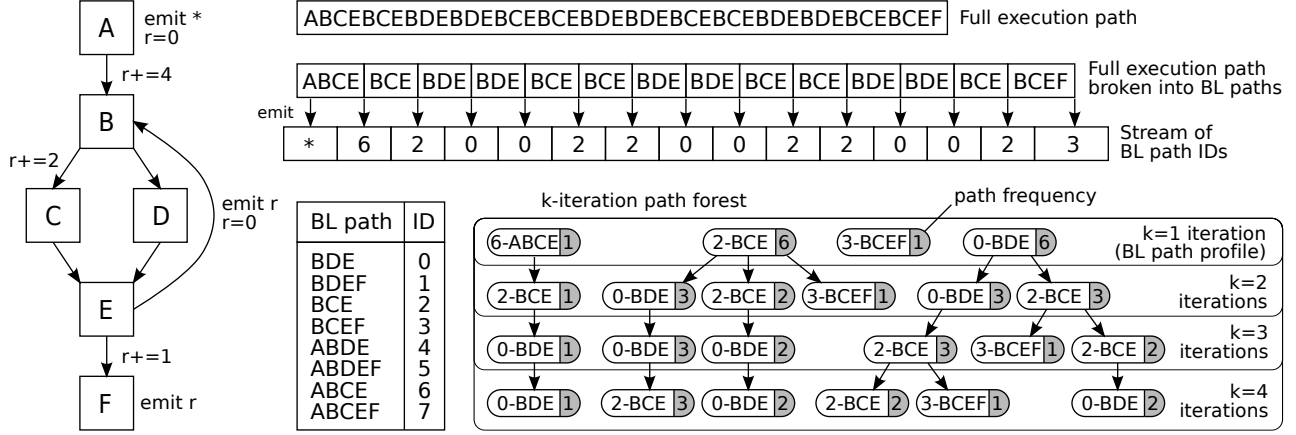 A
emit *
r=0
r+=4
B
r+=2
C
D
emit r
r=0
E
r+=1
F
emit r
ABCEBCEBDEBDEBCEBCEBDEBDEBCEBCEBDEBDEBCEBCEF
Full execution path
ABCE BCE BDE BDE BCE BCE BDE BDE BCE BCE BDE BDE BCE BCEF
Full execution path
broken into BL paths
emit
* 6 2 0 0 2 2 0 0 2 2 0 0 2 3
Stream of
BL path IDs
BL path ID
BDE 0
BDEF 1
BCE 2
BCEF 3
ABDE 4
ABDEF 5
ABCE 6
ABCEF 7
k-iteration path forest
path frequency
6-ABCE 1 2-BCE 6 3-BCEF 1 0-BDE 6
k=1 iteration
(BL path profile)
2-BCE 1 0-BDE 3 2-BCE 2 3-BCEF 1 0-BDE 3 2-BCE 3
k=2
iterations
0-BDE 1 0-BDE 3 0-BDE 2 2-BCE 3 3-BCEF 1 2-BCE 2
k=3
iterations
0-BDE 1 2-BCE 3 0-BDE 2 2-BCE 2 3-BCEF 1 0-BDE 2
k=4
iterations